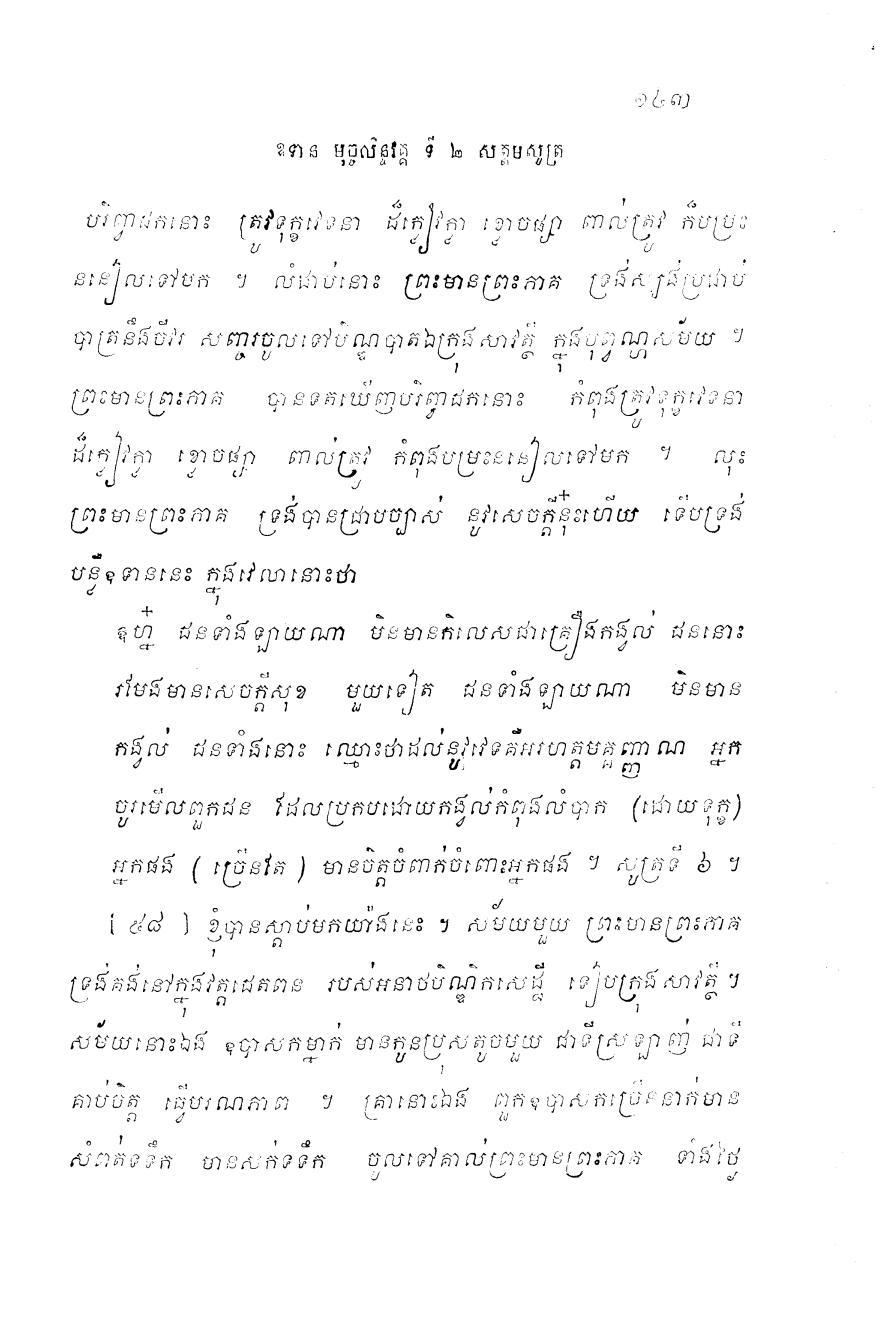 ១៤៣
ឧទាន មុច្ចលិន្ទវគ្គ ទី ២ សត្តមសូត្រ
បរិព្វាជកនោះ ត្រូវទុក្ខវេទនា ដ៏ក្លៀវក្លា ខ្ទោចផ្សា ពាល់ត្រូវ ក៏បម្រះ
ននៀលទៅមក ។ លំដាប់នោះ ព្រះមានព្រះភាគ ទ្រង់ស្បង់ប្រដាប់
បាត្រនឹងចីវរ សញ្ចរចូលទៅបិណ្ឌបាតឯក្រុងសាវត្ថី ក្នុងបុព្វណ្ហសម័យ ។
ព្រះមានព្រះភាគ បានទតឃើញបរិព្វាជកនោះ កំពុងត្រូវទុក្ខវេទនា
ដ៏ក្លៀវក្លា ខ្ទោចផ្សា ពាល់ត្រូវ កំពុងបម្រះននៀលទៅមក ។ លុះ
ព្រះមានព្រះភាគ ទ្រង់បានជ្រាបច្បាស់ នូវសេចក្តីនុ៎ះហើយ ទើបទ្រង់
បន្ទឺឧទាននេះ ក្នុងវេលានោះថា
ឧហ្ន៎ ជនទាំងឡាយណា មិនមានកិលេសជាគ្រឿងកង្វល់ ជននោះ
រមែងមានសេចក្តីសុខ មួយទៀត ជនទាំងឡាយណា មិនមាន
កង្វល់ ជនទាំងនោះ ឈ្មោះថាដល់នូវវេទគឺអរហត្តមគ្គញ្ញាណ អ្នក
ចូរមើលពួកជន ដែលប្រកបដោយកង្វល់កំពុងលំបាក (ដោយទុក្ខ)
អ្នកផង ( ច្រើនតែ ) មានចិត្តចំពាក់ចំពោះអ្នកផង ។ សូត្រទី ៦ ។
[ ៥៨ ] ខ្ញុំបានស្តាប់មកយ៉ាងនេះ ។ សម័យមួយ ព្រះមានព្រះភាគ
ទ្រង់គង់នៅក្នុងវត្តជេតពន របស់អនាថបិណ្ឌិកសេដ្ឋី ទៀបក្រុងសាវត្ថី ។
សម័យនោះឯង ឧបាសកម្នាក់ មានកូនប្រុសតូចមួយ ជាទីស្រឡាញ់ ជាទី
គាប់ចិត្ត ធ្វើមរណភាព ។ គ្រានោះឯង ពួកឧបាសកច្រើននាក់មាន
សំពត់ទទឹក មានសក់ទទឹក ចូលទៅគាល់ព្រះមានព្រះភាគ ទាំងថ្ងៃ